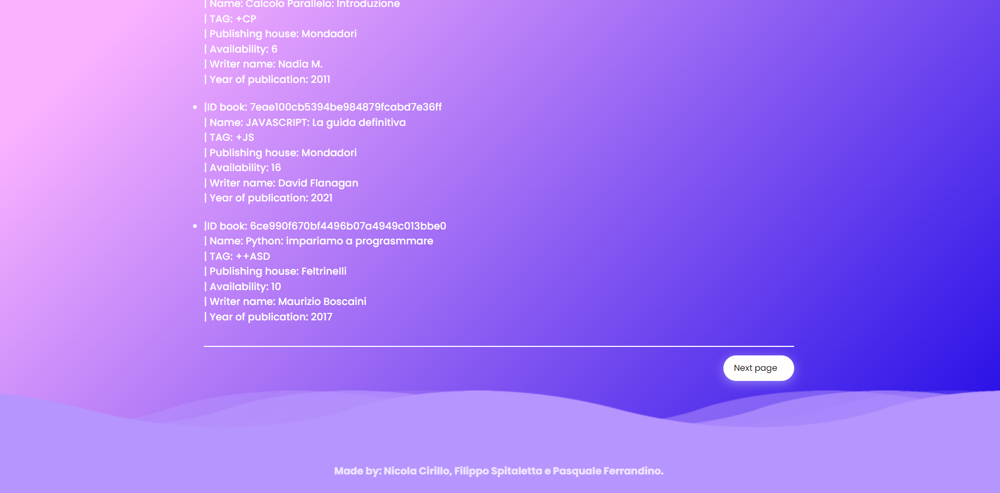 | Name: Calcolo Parallelo: Introduzione
| TAG: +CP
| Publishing house: Mondadori
| Availability: 6
| Writer name: Nadia M.
| Year of publication: 2011
|ID book: 7eae100cb5394be984879fcabd7e36ff
| Name: JAVASCRIPT: La guida definitiva
| TAG: +JS
| Publishing house: Mondadori
| Availability: 16
| Writer name: David Flanagan
| Year of publication: 2021
|ID book: 6ce990f670bf4496b07a4949c013bbe0
| Name: Python: impariamo a prograsmmare
| TAG: ++ASD
| Publishing house: Feltrinelli
| Availability: 10
| Writer name: Maurizio Boscaini
| Year of publication: 2017
Next page
Made by: Nicola Cirillo, Filippo Spitaletta e Pasquale Ferrandino.